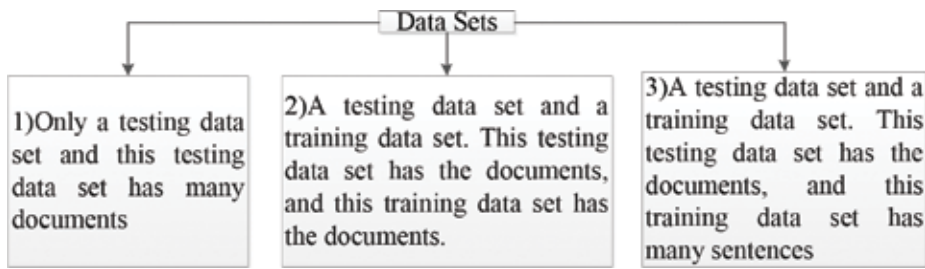 Data Sets
1)Only a testing data
set and this testing
data set has many
documents
2)A testing data set and a
training data set. This testing
data set has the documents,
and this training data set has
the documents.
3)A testing data set and a
training data set. This
testing data set has the
documents, and this
training data set has
many sentences